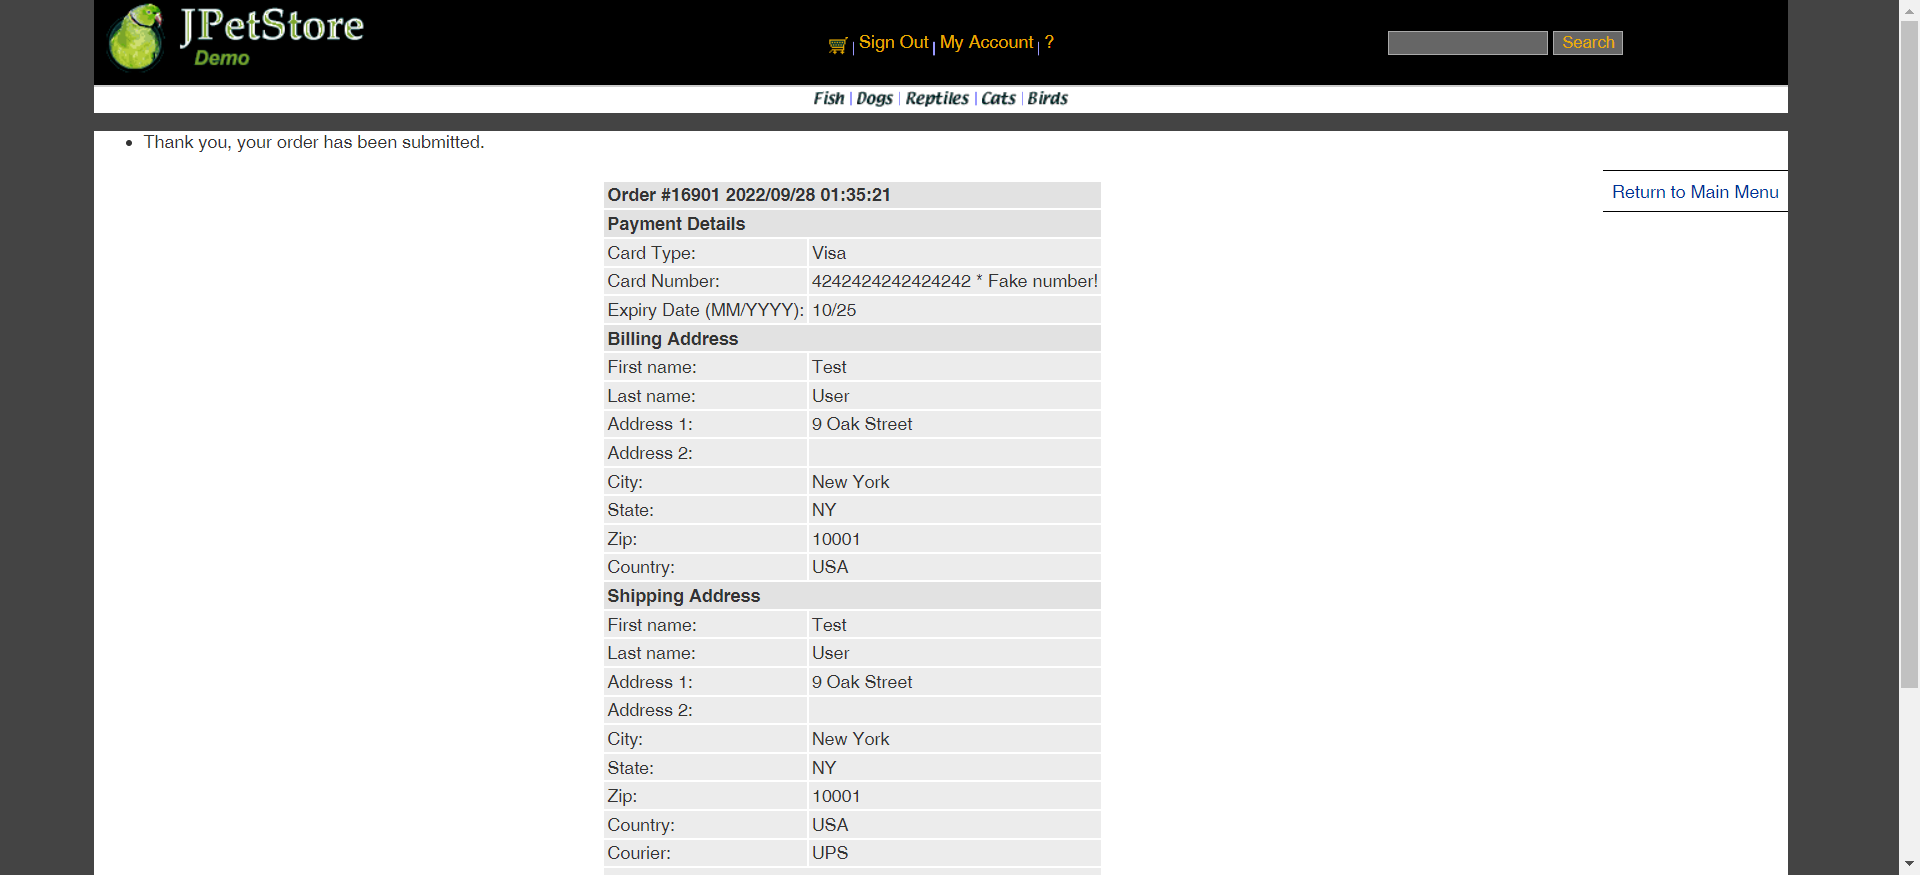 JPetStore
Demo
Sign Out | My Account | ?
Search
Fish | Dogs | Reptiles | Cats | Birds
Thank you, your order has been submitted.
Return to Main Menu
Order #16901 2022/09/28 01:35:21
Payment Details
Card Type: Visa
Card Number: 4242424242424242 * Fake number!
Expiry Date (MM/YYYY): 10/25
Billing Address
First name: Test
Last name: User
Address 1: 9 Oak Street
Address 2:
City: New York
State: NY
Zip: 10001
Country: USA
Shipping Address
First name: Test
Last name: User
Address 1: 9 Oak Street
Address 2:
City: New York
State: NY
Zip: 10001
Country: USA
Courier: UPS